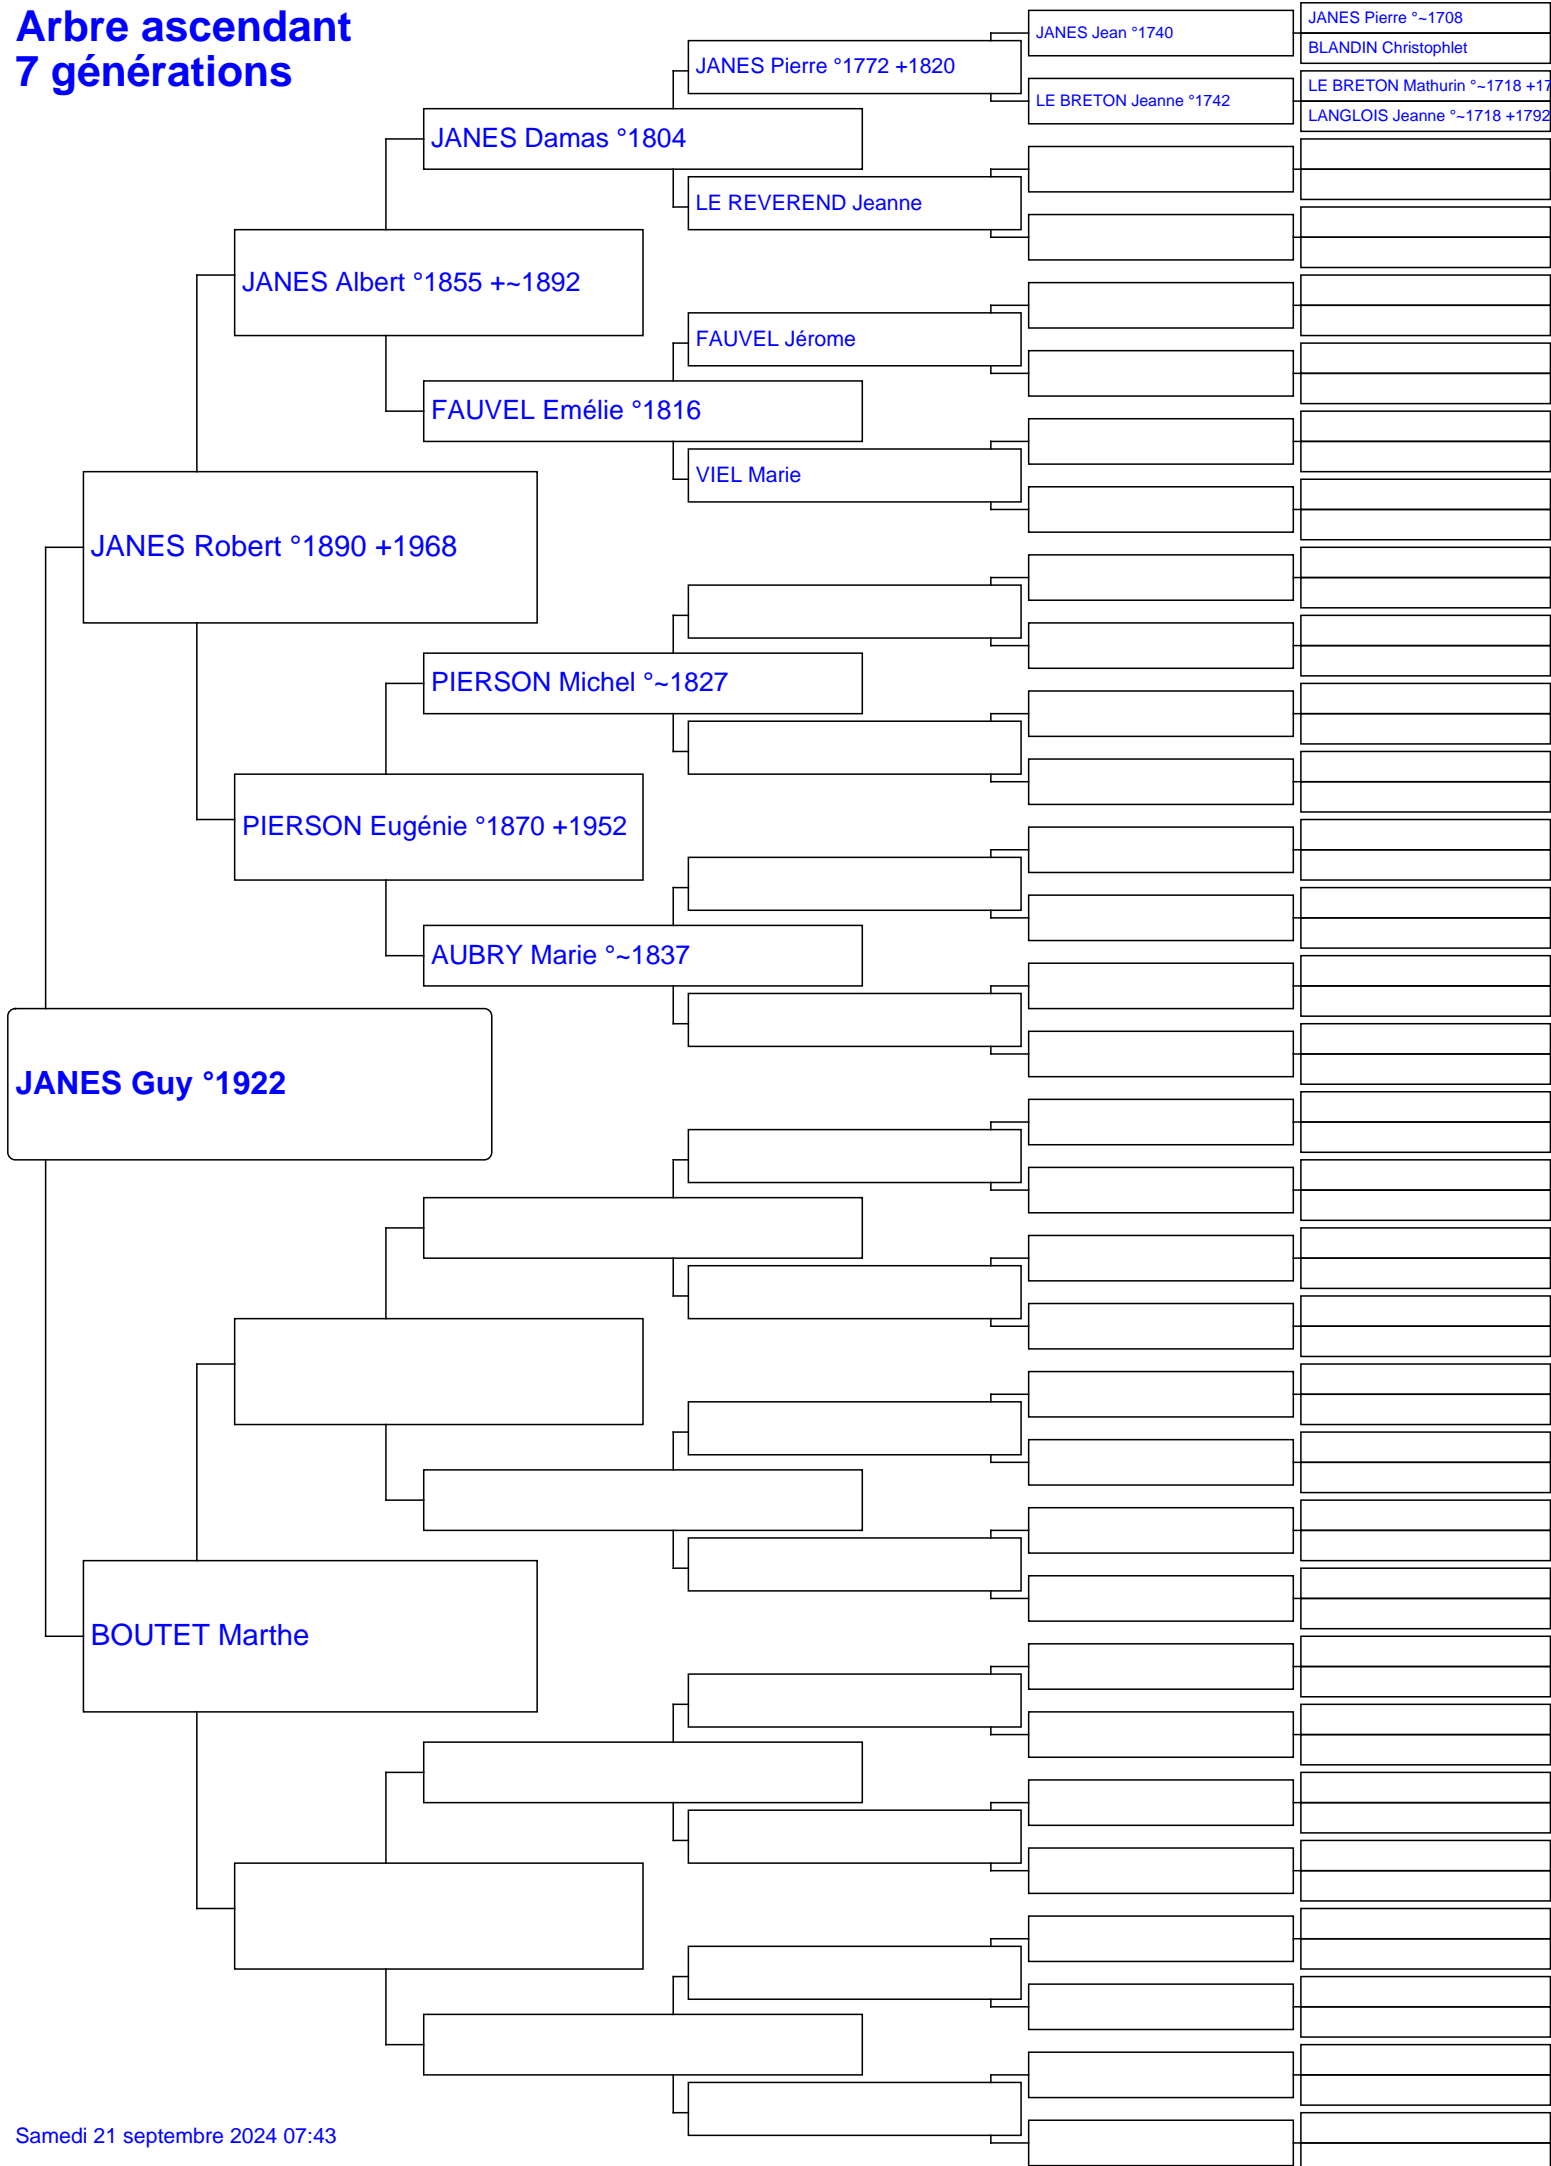 Arbre ascendant
7 générations
JANES Jean °1740
JANES Pierre °~1708
BLANDIN Christophlet
JANES Pierre °1772 +1820
LE BRETON Jeanne °1742
LE BRETON Mathurin °~1718 +17
LANGLOIS Jeanne °~1718 +1792
JANES Damas °1804
LE REVEREND Jeanne
JANES Albert °1855 +~1892
FAUVEL Jérome
FAUVEL Emélie °1816
VIEL Marie
JANES Robert °1890 +1968
PIERSON Michel °~1827
PIERSON Eugénie °1870 +1952
AUBRY Marie °~1837
JANES Guy °1922
BOUTET Marthe
Samedi 21 septembre 2024 07:43